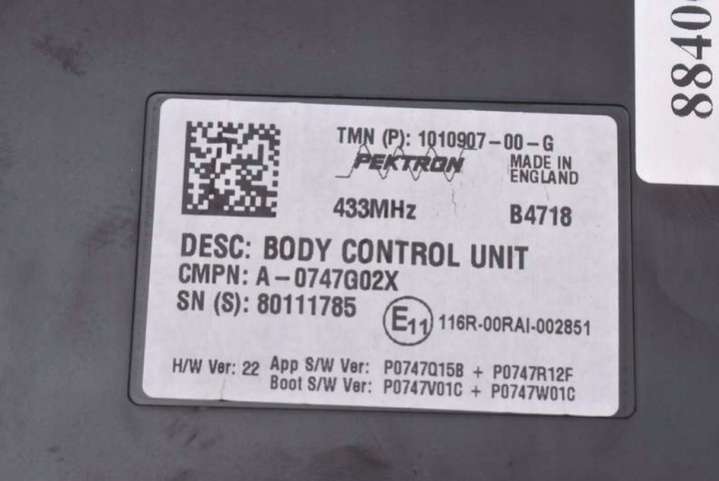 TMN (P): 1010907-00-G
PEKTRON
MADE IN
ENGLAND
433MHz B4718
DESC: BODY CONTROL UNIT
CMPN: A-0747G02X
SN (S): 80111785
E11 116R-00RAI-002851
H/W Ver: 22 App S/W Ver: P0747Q15B + P0747R12F
Boot S/W Ver: P0747V01C + P0747W01C